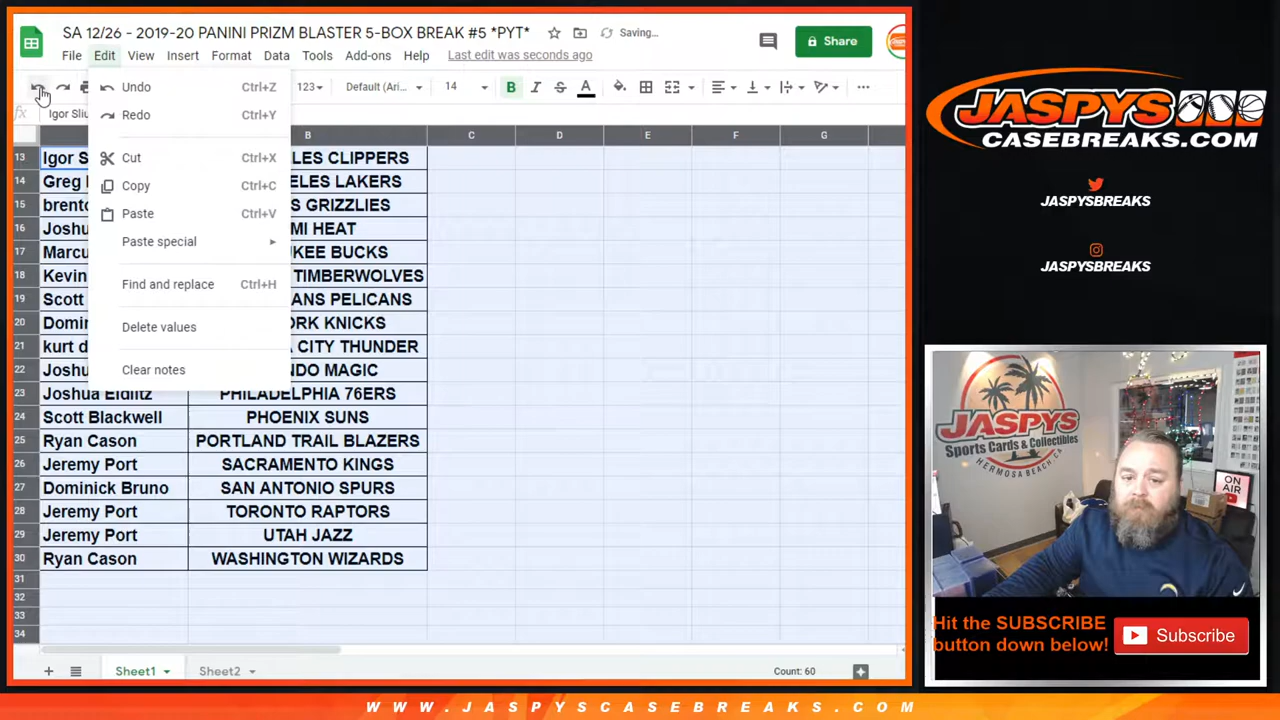 SA 12/26 - 2019-20 PANINI PRIZM BLASTER 5-BOX BREAK #5 *PYT*
Saving...
Share
File Edit View Insert Format Data Tools Add-ons Help Last edit was seconds ago
123 Default (Ari... 14 B I S A
fx Igor Sliu
Undo Ctrl+Z
Redo Ctrl+Y
Cut Ctrl+X
Copy Ctrl+C
Paste Ctrl+V
Paste special
Find and replace Ctrl+H
Delete values
Clear notes
B C D E F G
13 Igor S LES CLIPPERS
14 Greg ELES LAKERS
15 brento S GRIZZLIES
16 Joshu MI HEAT
17 Marcu KEE BUCKS
18 Kevin TIMBERWOLVES
19 Scott ANS PELICANS
20 Domin ORK KNICKS
21 kurt d A CITY THUNDER
22 Joshu NDO MAGIC
23 Joshua Eiditz PHILADELPHIA 76ERS
24 Scott Blackwell PHOENIX SUNS
25 Ryan Cason PORTLAND TRAIL BLAZERS
26 Jeremy Port SACRAMENTO KINGS
27 Dominick Bruno SAN ANTONIO SPURS
28 Jeremy Port TORONTO RAPTORS
29 Jeremy Port UTAH JAZZ
30 Ryan Cason WASHINGTON WIZARDS
31
32
33
34
Sheet1 Sheet2 Count: 60
JASPYS
CASEBREAKS.COM
JASPYSBREAKS
JASPYSBREAKS
JASPYS
Sports Cards & Collectibles
HERMOSA BEACH CA
ON AIR
Hit the SUBSCRIBE
button down below!
Subscribe
WWW.JASPYSCASEBREAKS.COM